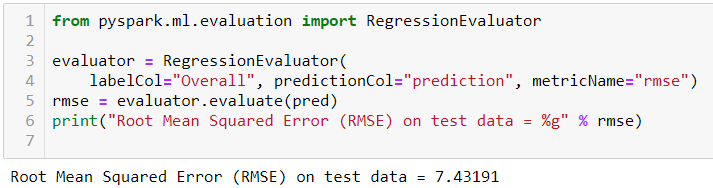 1 from pyspark.ml.evaluation import RegressionEvaluator
2
3 evaluator = RegressionEvaluator(
4     labelCol="Overall", predictionCol="prediction", metricName="rmse")
5 rmse = evaluator.evaluate(pred)
6 print("Root Mean Squared Error (RMSE) on test data = %g" % rmse)
7
Root Mean Squared Error (RMSE) on test data = 7.43191